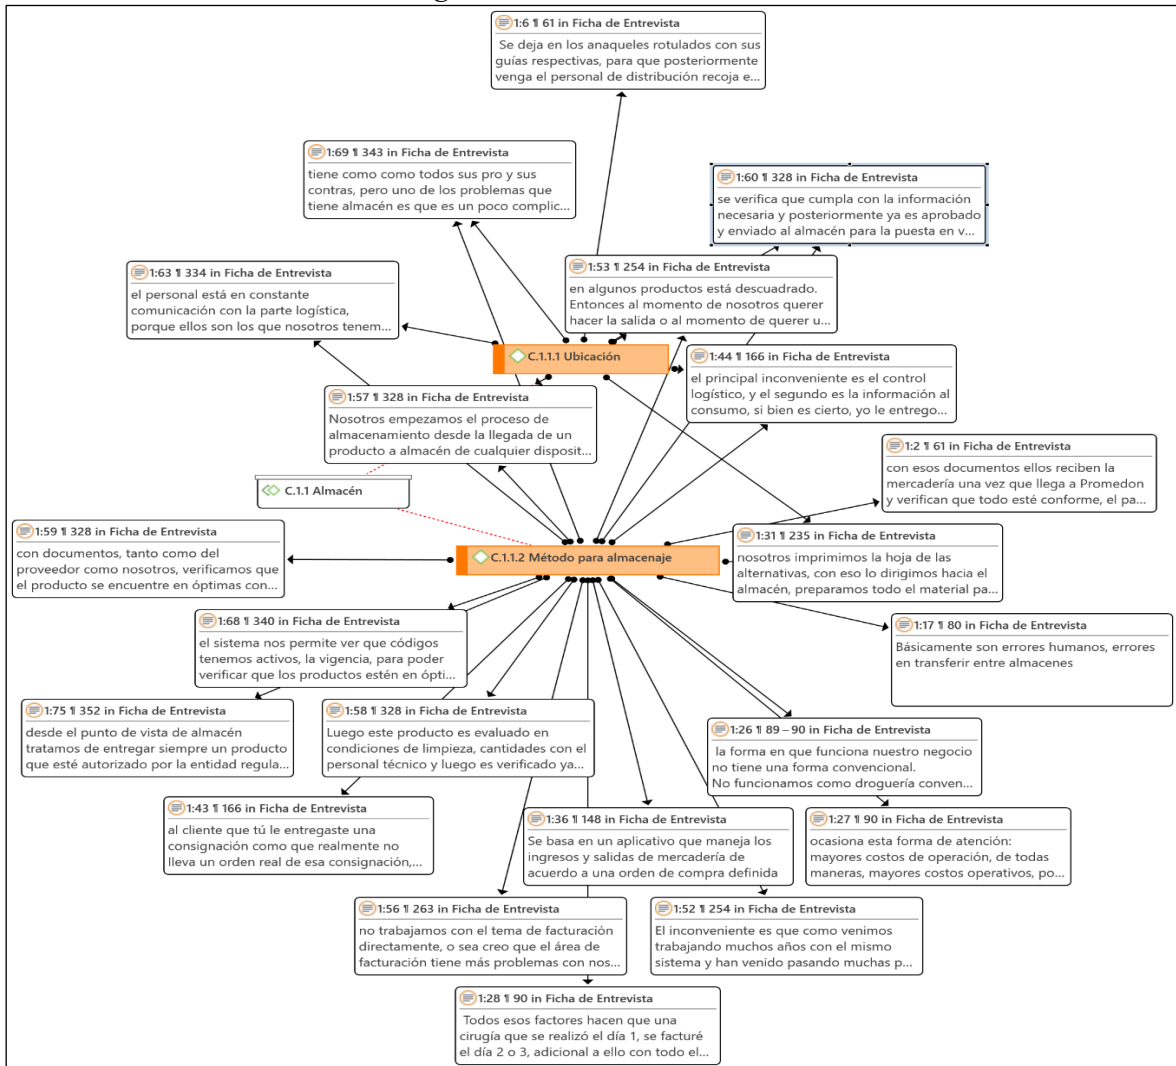 1:6 ¶ 61 in Ficha de Entrevista
Se deja en los anaqueles rotulados con sus
guías respectivas, para que posteriormente
venga el personal de distribución recoja e...
1:69 ¶ 343 in Ficha de Entrevista
tiene como como todos sus pro y sus
contras, pero uno de los problemas que
tiene almacén es que es un poco complic...
1:60 ¶ 328 in Ficha de Entrevista
se verifica que cumpla con la información
necesaria y posteriormente ya es aprobado
y enviado al almacén para la puesta en v...
1:63 ¶ 334 in Ficha de Entrevista
el personal está en constante
comunicación con la parte logística,
porque ellos son los que nosotros tenem...
1:53 ¶ 254 in Ficha de Entrevista
en algunos productos está descuadrado.
Entonces al momento de nosotros querer
hacer la salida o al momento de querer u...
C.1.1.1 Ubicación
1:44 ¶ 166 in Ficha de Entrevista
el principal inconveniente es el control
logístico, y el segundo es la información al
consumo, si bien es cierto, yo le entrego...
1:57 ¶ 328 in Ficha de Entrevista
Nosotros empezamos el proceso de
almacenamiento desde la llegada de un
producto a almacén de cualquier disposit...
1:2 ¶ 61 in Ficha de Entrevista
con esos documentos ellos reciben la
mercadería una vez que llega a Promedon
y verifican que todo esté conforme, el pa...
C.1.1 Almacén
1:59 ¶ 328 in Ficha de Entrevista
con documentos, tanto como del
proveedor como nosotros, verificamos que
el producto se encuentre en óptimas con...
C.1.1.2 Método para almacenaje
1:31 ¶ 235 in Ficha de Entrevista
nosotros imprimimos la hoja de las
alternativas, con eso lo dirigimos hacia el
almacén, preparamos todo el material pa...
1:68 ¶ 340 in Ficha de Entrevista
el sistema nos permite ver que códigos
tenemos activos, la vigencia, para poder
verificar que los productos estén en ópti...
1:17 ¶ 80 in Ficha de Entrevista
Básicamente son errores humanos, errores
en transferir entre almacenes
1:75 ¶ 352 in Ficha de Entrevista
desde el punto de vista de almacén
tratamos de entregar siempre un producto
que esté autorizado por la entidad regula...
1:58 ¶ 328 in Ficha de Entrevista
Luego este producto es evaluado en
condiciones de limpieza, cantidades con el
personal técnico y luego es verificado ya...
1:26 ¶ 89 – 90 in Ficha de Entrevista
la forma en que funciona nuestro negocio
no tiene una forma convencional.
No funcionamos como droguería conven...
1:43 ¶ 166 in Ficha de Entrevista
al cliente que tú le entregaste una
consignación como que realmente no
lleva un orden real de esa consignación,...
1:36 ¶ 148 in Ficha de Entrevista
Se basa en un aplicativo que maneja los
ingresos y salidas de mercadería de
acuerdo a una orden de compra definida
1:27 ¶ 90 in Ficha de Entrevista
ocasiona esta forma de atención:
mayores costos de operación, de todas
maneras, mayores costos operativos, po...
1:56 ¶ 263 in Ficha de Entrevista
no trabajamos con el tema de facturación
directamente, o sea creo que el área de
facturación tiene más problemas con nos...
1:52 ¶ 254 in Ficha de Entrevista
El inconveniente es que como venimos
trabajando muchos años con el mismo
sistema y han venido pasando muchas p...
1:28 ¶ 90 in Ficha de Entrevista
Todos esos factores hacen que una
cirugía que se realizó el día 1, se facturé
el día 2 o 3, adicional a ello con todo el...